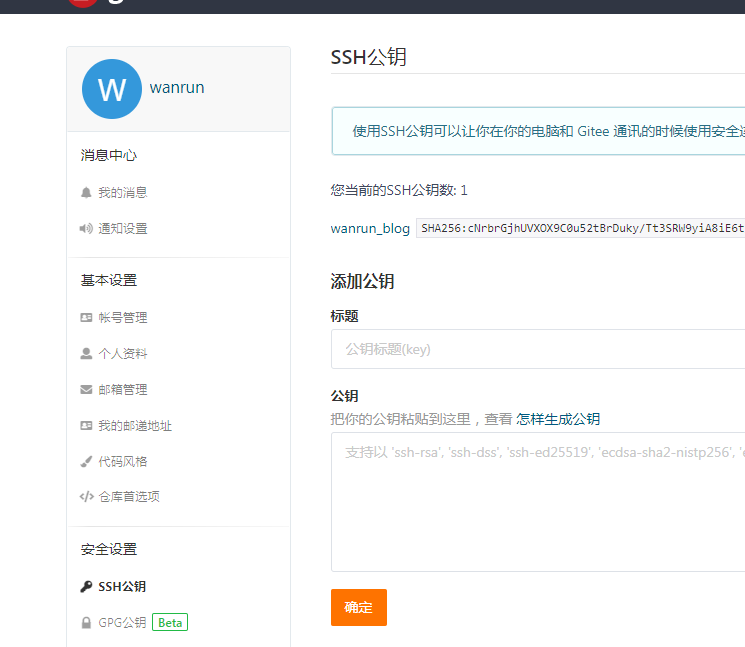 W wanrun
消息中心
我的消息
通知设置
基本设置
帐号管理
个人资料
邮箱管理
我的邮递地址
代码风格
仓库首选项
安全设置
SSH公钥
GPG公钥 Beta
SSH公钥
使用SSH公钥可以让你在你的电脑和 Gitee 通讯的时候使用安全
您当前的SSH公钥数: 1
wanrun_blog SHA256:cNrbrGjhUVXOX9C0u52tBrDuky/Tt3SRW9yiA8iE6t
添加公钥
标题
公钥标题(key)
公钥
把你的公钥粘贴到这里，查看 怎样生成公钥
支持以 'ssh-rsa', 'ssh-dss', 'ssh-ed25519', 'ecdsa-sha2-nistp256',
确定